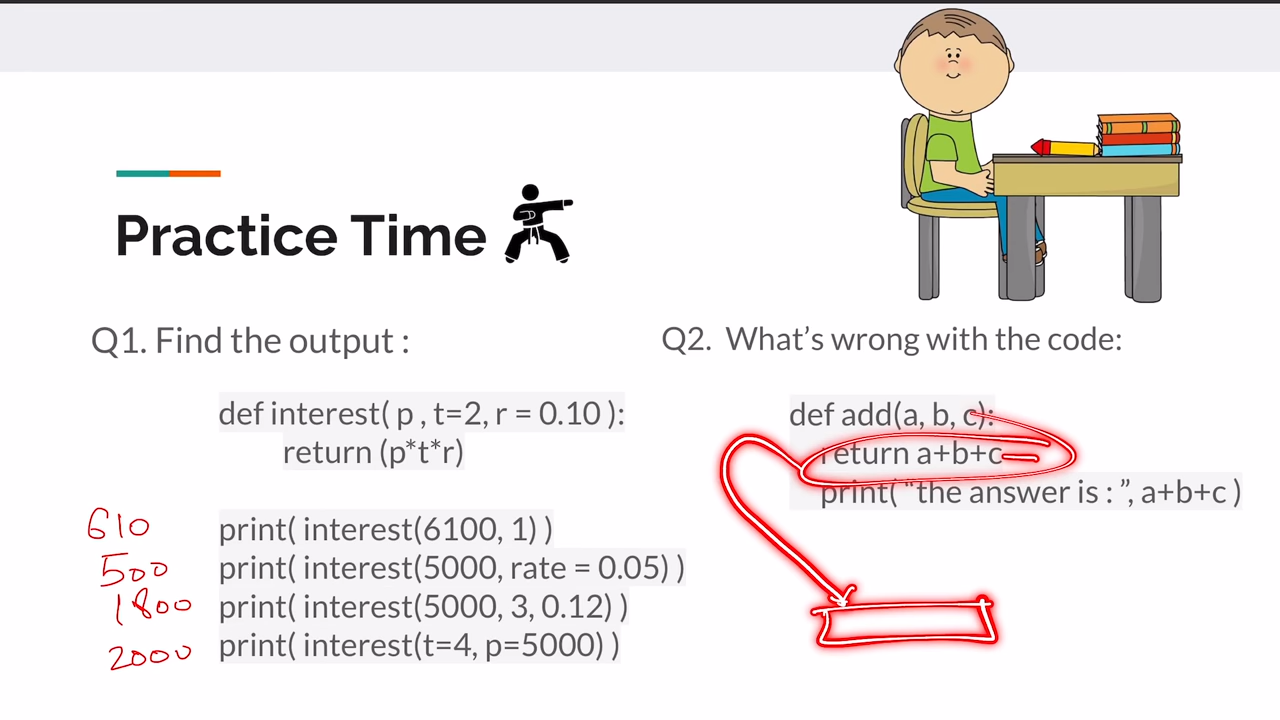 Practice Time
Q1. Find the output :
def interest( p , t=2, r = 0.10 ):
return (p*t*r)
610 print( interest(6100, 1) )
500 print( interest(5000, rate = 0.05) )
1800 print( interest(5000, 3, 0.12) )
2000 print( interest(t=4, p=5000) )
Q2. What’s wrong with the code:
def add(a, b, c):
return a+b+c
print( “the answer is : ”, a+b+c )